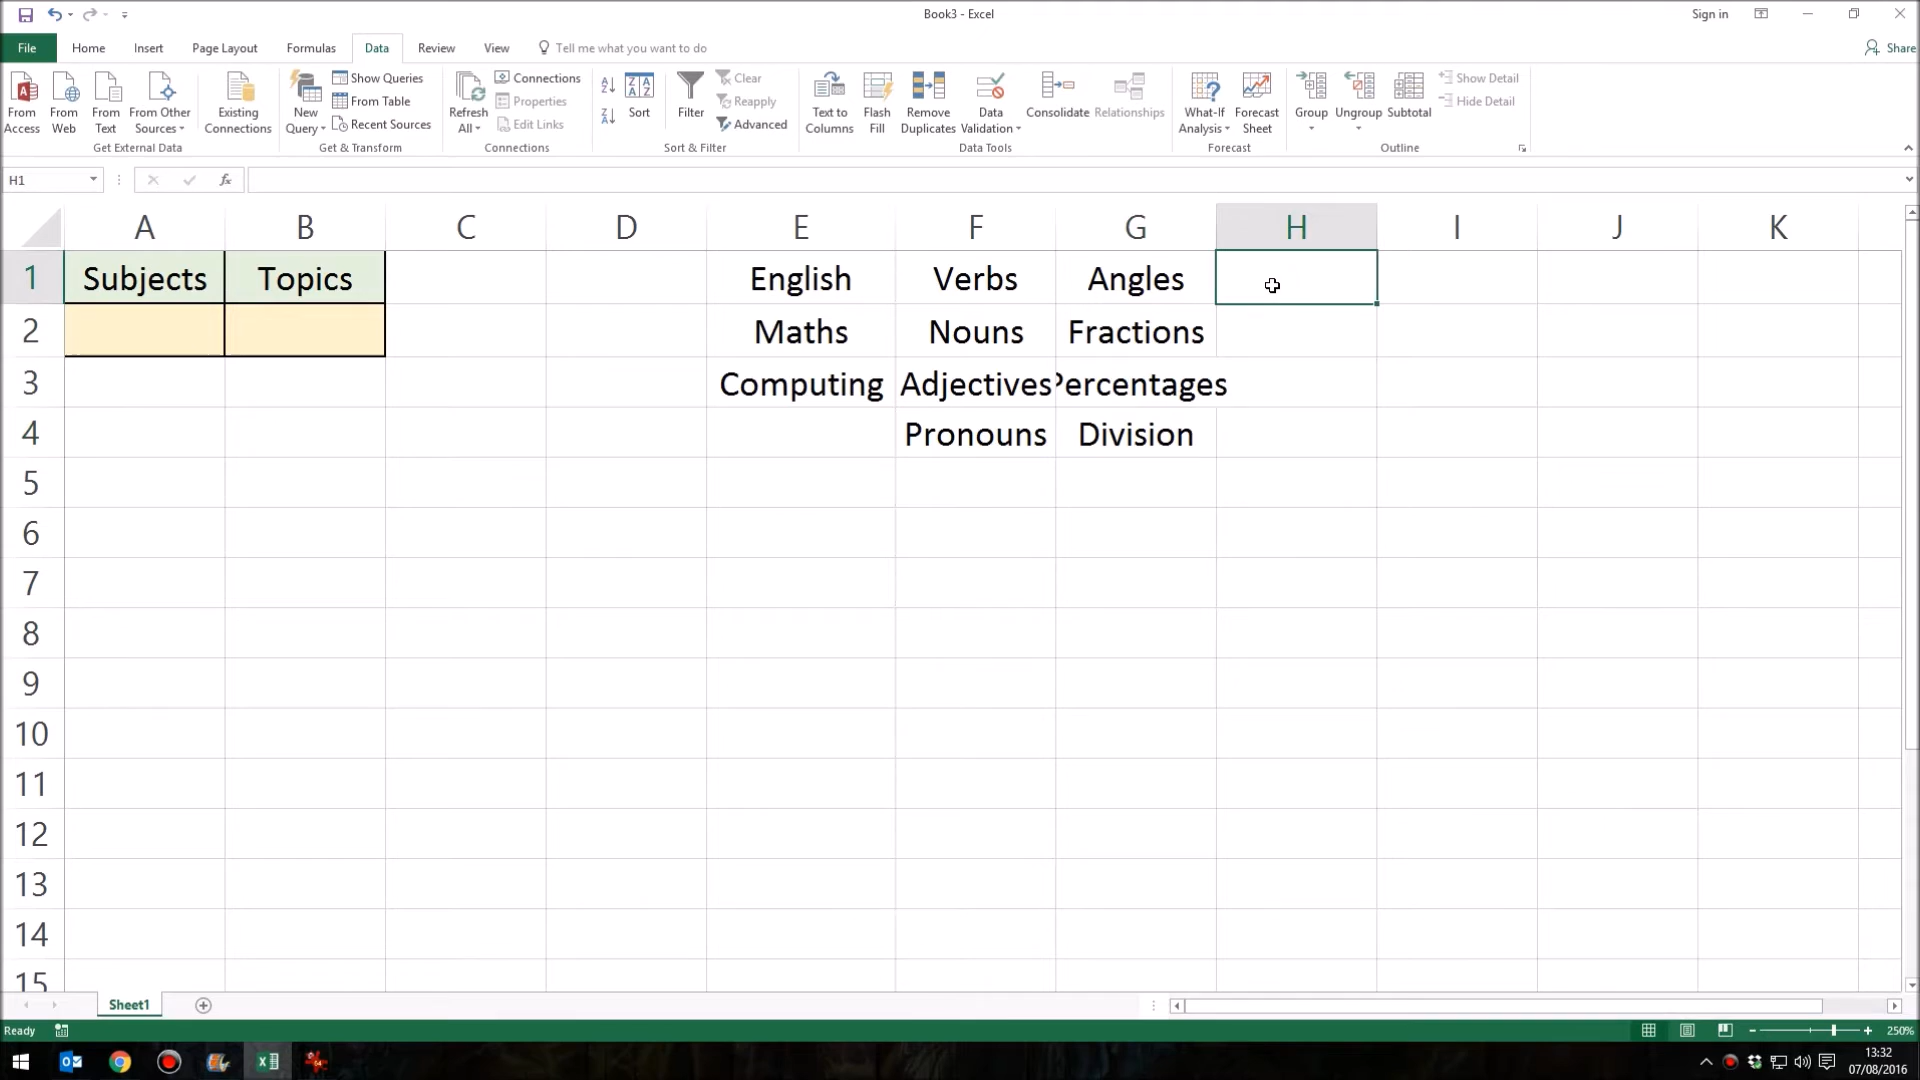 Book3 - Excel
Sign in
File Home Insert Page Layout Formulas Data Review View Tell me what you want to do Share
From Access
From Web
From Text
From Other Sources
Existing Connections
Get External Data
New Query
Show Queries
From Table
Recent Sources
Get & Transform
Refresh All
Connections
Properties
Edit Links
Connections
Sort
Filter
Clear
Reapply
Advanced
Sort & Filter
Text to Columns
Flash Fill
Remove Duplicates
Data Validation
Consolidate
Relationships
Data Tools
What-If Analysis
Forecast Sheet
Forecast
Group
Ungroup
Subtotal
Show Detail
Hide Detail
Outline
H1 fx
A B C D E F G H I J K
1 Subjects Topics English Verbs Angles
2 Maths Nouns Fractions
3 Computing Adjectives Percentages
4 Pronouns Division
5
6
7
8
9
10
11
12
13
14
15
Sheet1
Ready 250%
13:32
07/08/2016